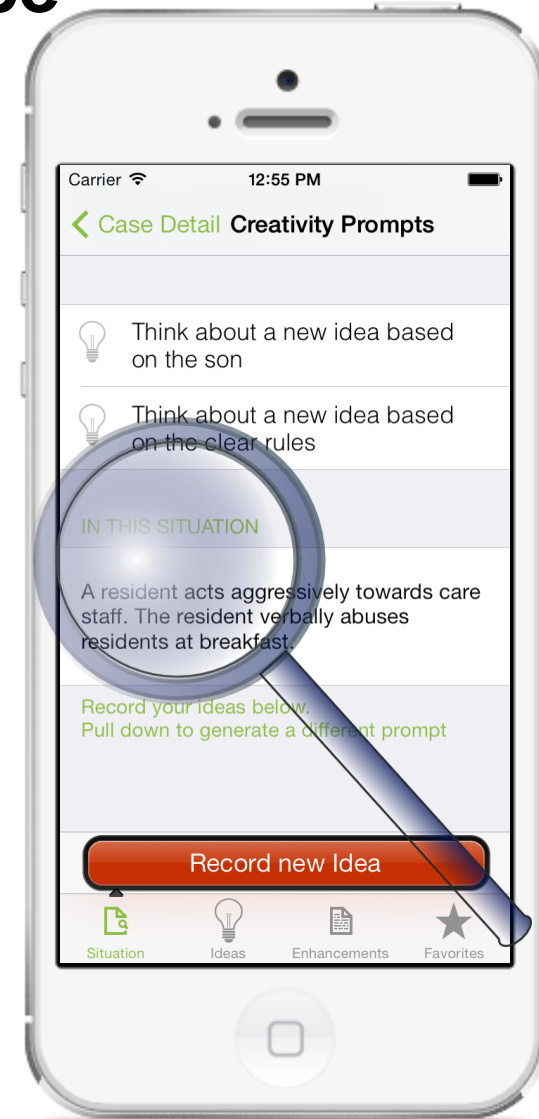 Carrier 12:55 PM
Case Detail Creativity Prompts
Think about a new idea based
on the son
Think about a new idea based
on the clear rules
IN THIS SITUATION
A resident acts aggressively towards care
staff. The resident verbally abuses
residents at breakfast.
Record your ideas below.
Pull down to generate a different prompt
Record new Idea
Situation Ideas Enhancements Favorites